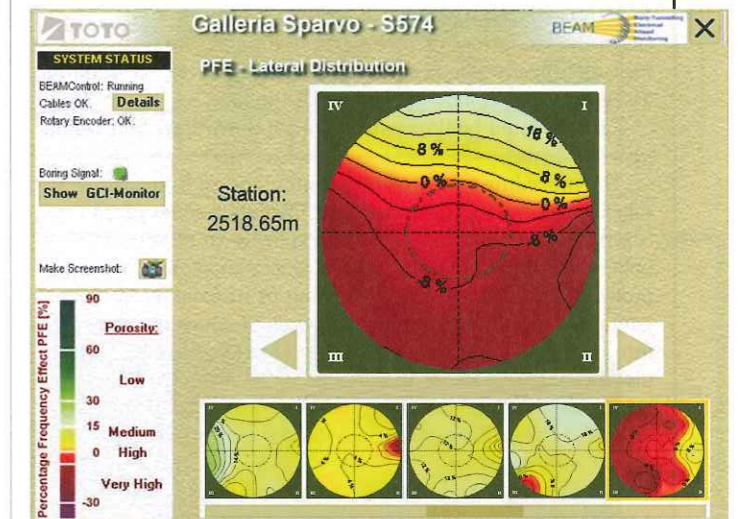 TOTO
Galleria Sparvo - S574
BEAM
SYSTEM STATUS
BEAMControl: Running
Cables OK.
Details
Rotary Encoder: OK.
Boring Signal:
Show GCI-Monitor
Make Screenshot:
PFE - Lateral Distribution
Station:
2518.65m
IV
I
III
II
16 %
8 %
8 %
0 %
0 %
8 %
8 %
Percentage Frequency Effect PFE [%]
90
60
30
15
0
-30
Porosity:
Low
Medium
High
Very High